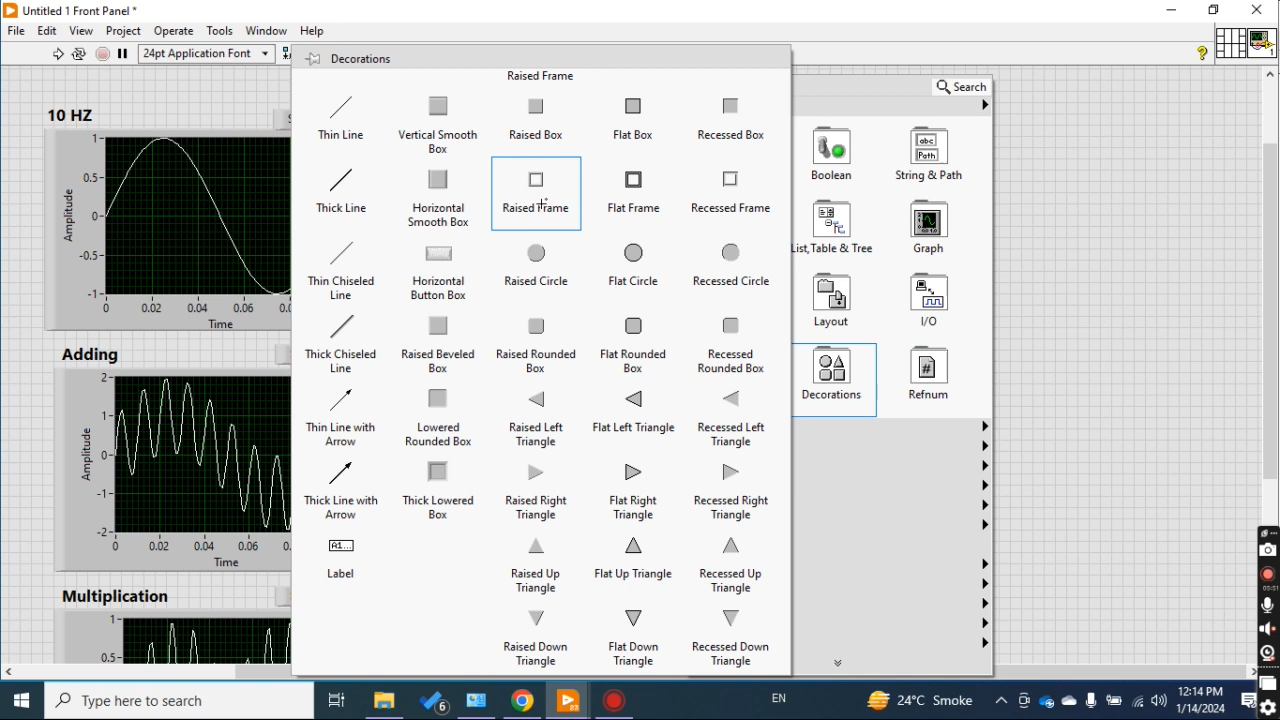 Untitled 1 Front Panel *
File Edit View Project Operate Tools Window Help
24pt Application Font
1
Decorations
Raised Frame
Search
10 HZ
Thin Line
Vertical Smooth Box
Raised Box
Flat Box
Recessed Box
Thick Line
Horizontal Smooth Box
Raised Frame
Flat Frame
Recessed Frame
Thin Chiseled Line
Horizontal Button Box
Raised Circle
Flat Circle
Recessed Circle
Thick Chiseled Line
Raised Beveled Box
Raised Rounded Box
Flat Rounded Box
Recessed Rounded Box
Thin Line with Arrow
Lowered Rounded Box
Raised Left Triangle
Flat Left Triangle
Recessed Left Triangle
Thick Line with Arrow
Thick Lowered Box
Raised Right Triangle
Flat Right Triangle
Recessed Right Triangle
A1...
Label
Raised Up Triangle
Flat Up Triangle
Recessed Up Triangle
Raised Down Triangle
Flat Down Triangle
Recessed Down Triangle
Boolean
abc
Path
String & Path
List,Table & Tree
Graph
Layout
I/O
Decorations
#
Refnum
Amplitude
1
0.5
0
-0.5
-1
0 0.02 0.04 0.06 0.0
Time
Adding
Amplitude
2
1
0
-1
-2
0 0.02 0.04 0.06 0.0
Time
Multiplication
1
0.5
Type here to search
6
EN
24°C Smoke
12:14 PM
1/14/2024